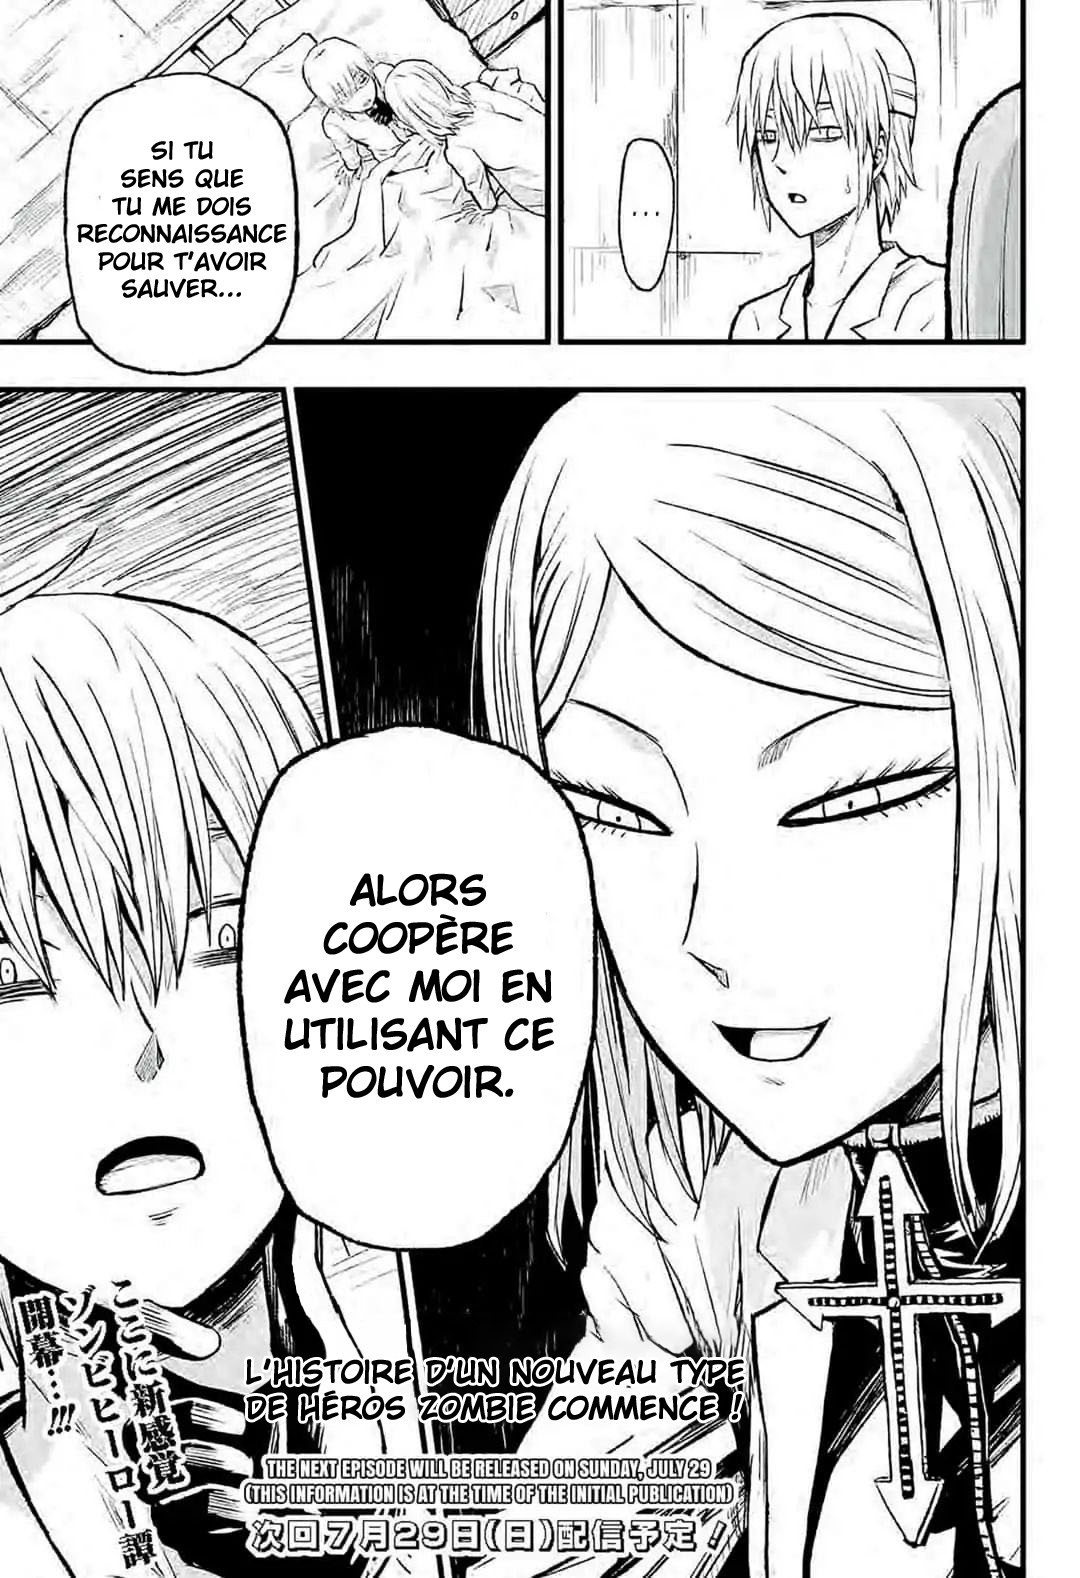 ...
SI TU
SENS QUE
TU ME DOIS
RECONNAISSANCE
POUR T'AVOIR
SAUVER...
ALORS
COOPÈRE
AVEC MOI EN
UTILISANT CE
POUVOIR.
ここに新感覚
ゾンビヒーロー譚
開幕…!!!
L'HISTOIRE D'UN NOUVEAU TYPE
DE HÉROS ZOMBIE COMMENCE !
THE NEXT EPISODE WILL BE RELEASED ON SUNDAY, JULY 29
(THIS INFORMATION IS AT THE TIME OF THE INITIAL PUBLICATION)
次回7月29日(日)配信予定!